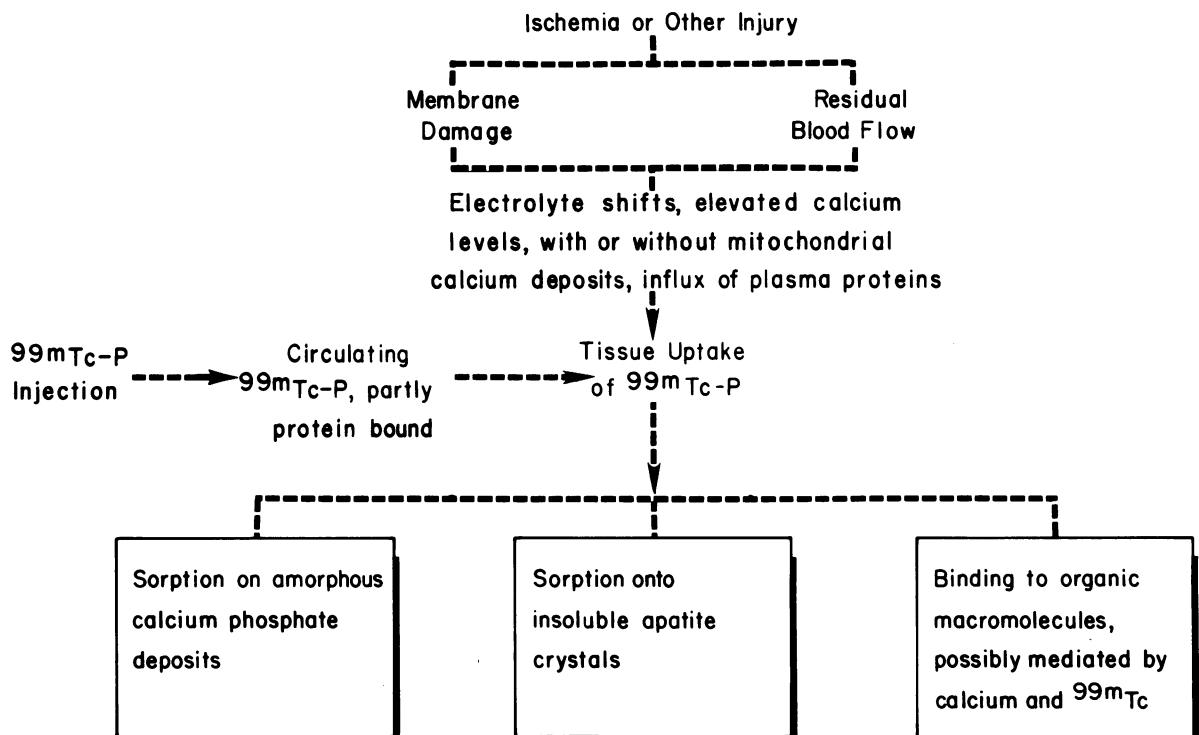 Ischemia or Other Injury
Membrane
Damage
Residual
Blood Flow
Electrolyte shifts, elevated calcium
levels, with or without mitochondrial
calcium deposits, influx of plasma proteins
99mTc-P
Injection
Circulating
99mTc-P, partly
protein bound
Tissue Uptake
of 99mTc-P
Sorption on amorphous
calcium phosphate
deposits
Sorption onto
insoluble apatite
crystals
Binding to organic
macromolecules,
possibly mediated by
calcium and 99mTc